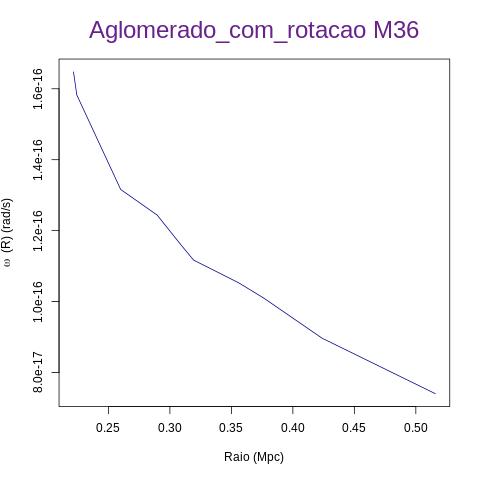 Aglomerado_com_rotacao M36
1.6e-16
1.4e-16
1.2e-16
1.0e-16
8.0e-17
ω (R) (rad/s)
0.25 0.30 0.35 0.40 0.45 0.50
Raio (Mpc)